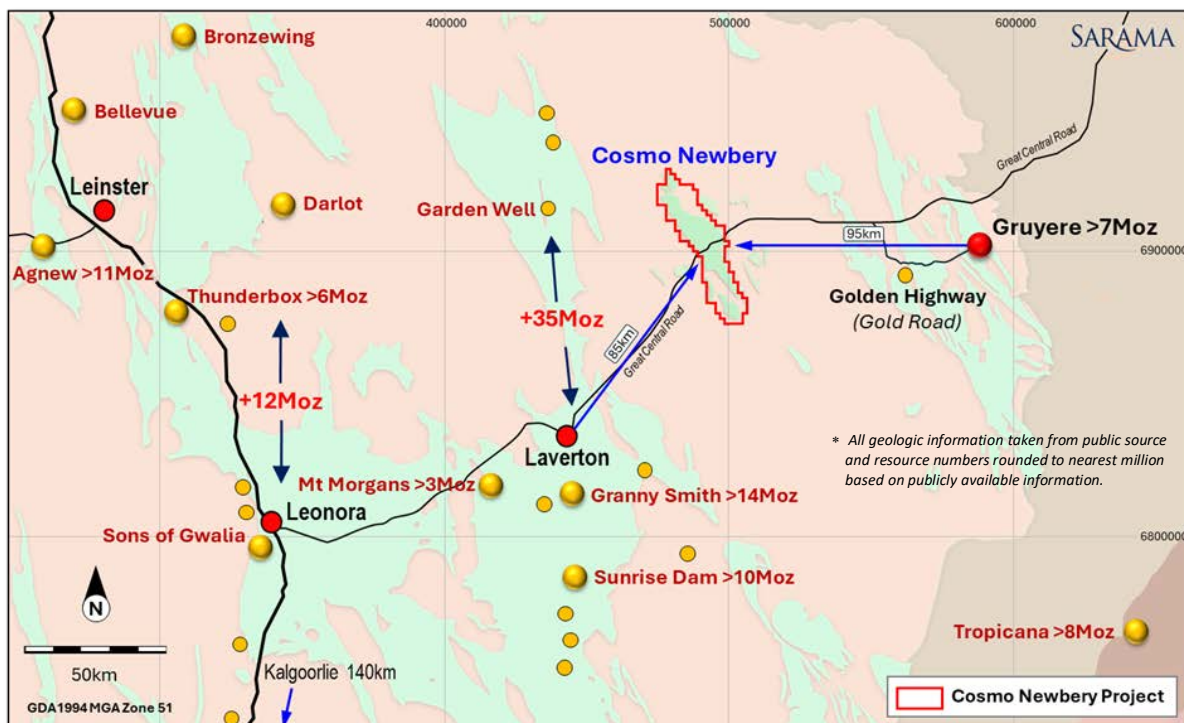 400000
500000
600000
SARAMA
Bronzewing
Bellevue
Great Central Road
Cosmo Newbery
Leinster
Darlot
Garden Well
95km
Gruyere >7Moz
6900000
Agnew >11Moz
Thunderbox >6Moz
Golden Highway
(Gold Road)
+35Moz
85km
Great Central Road
+12Moz
Laverton
* All geologic information taken from public source
and resource numbers rounded to nearest million
based on publicly available information.
Mt Morgans >3Moz
Granny Smith >14Moz
Leonora
Sons of Gwalia
6800000
Sunrise Dam >10Moz
N
Tropicana >8Moz
50km
Kalgoorlie 140km
GDA1994 MGA Zone 51
Cosmo Newbery Project